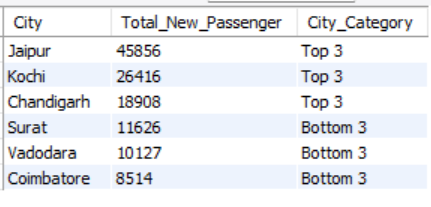 City Total_New_Passenger City_Category
Jaipur 45856 Top 3
Kochi 26416 Top 3
Chandigarh 18908 Top 3
Surat 11626 Bottom 3
Vadodara 10127 Bottom 3
Coimbatore 8514 Bottom 3